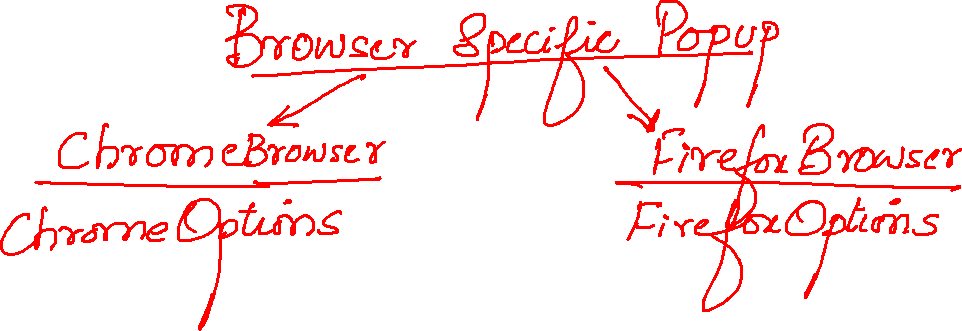 Browser Specific Popup
ChromeBrowser
FirefoxBrowser
ChromeOptions
FirefoxOptions